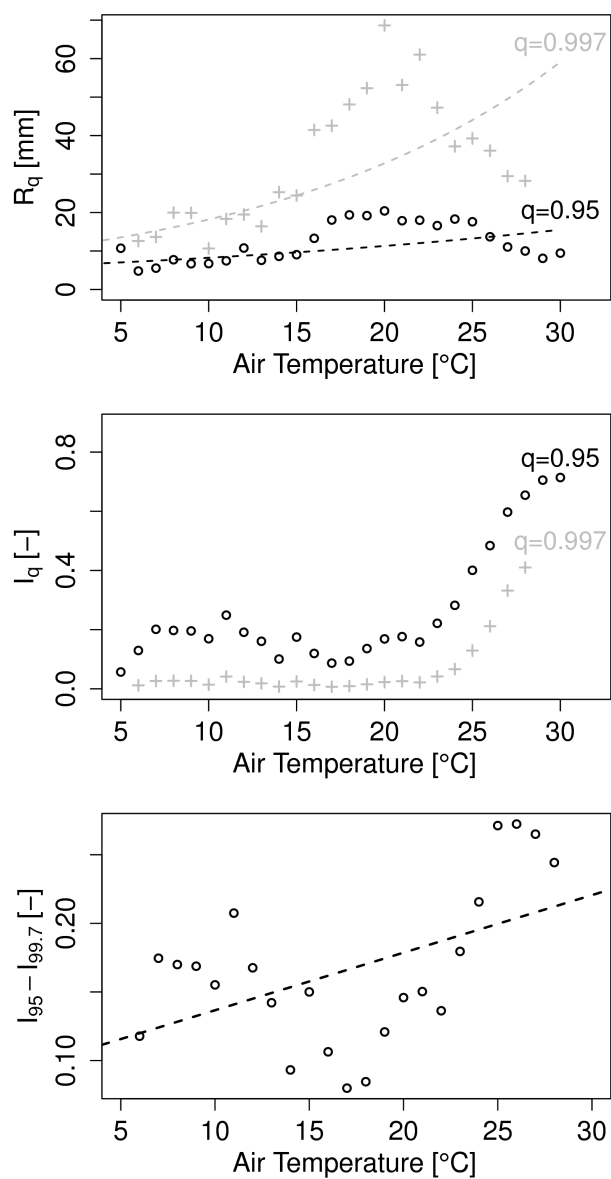 60
q=0.997
40
R_q [mm]
20
q=0.95
0
5 10 15 20 25 30
Air Temperature [°C]
0.8
q=0.95
I_q [−]
q=0.997
0.4
0.0
5 10 15 20 25 30
Air Temperature [°C]
0.20
I_95 − I_99.7 [−]
0.10
5 10 15 20 25 30
Air Temperature [°C]